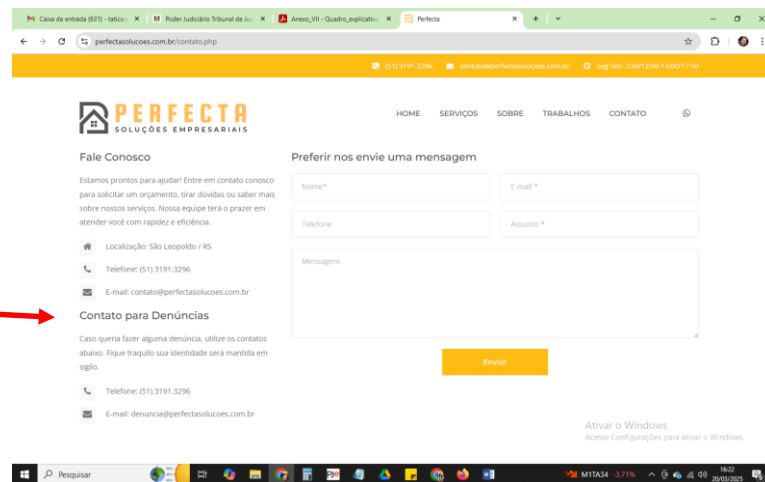 Caixa de entrada (631) - taticor
Poder Judiciário Tribunal de Jus
Anexo_VII - Quadro_explicativo
Perfecta
perfectasolucoes.com.br/contato.php
(51) 3191.3296 contato@perfectasolucoes.com.br Seg-Sex: 7:30/12:00-13:00/17:30
PERFECTA
SOLUÇÕES EMPRESARIAIS
HOME SERVIÇOS SOBRE TRABALHOS CONTATO
Fale Conosco
Estamos prontos para ajudar! Entre em contato conosco
para solicitar um orçamento, tirar dúvidas ou saber mais
sobre nossos serviços. Nossa equipe terá o prazer em
atender você com rapidez e eficiência.
Localização: São Leopoldo / RS
Telefone: (51) 3191.3296
E-mail: contato@perfectasolucoes.com.br
Contato para Denúncias
Caso queria fazer alguma denúncia, utilize os contatos
abaixo. Fique traquilo sua identidade será mantida em
sigilo.
Telefone: (51) 3191.3296
E-mail: denuncia@perfectasolucoes.com.br
Preferir nos envie uma mensagem
Nome* E-mail *
Telefone Assunto *
Mensagem
Enviar
Ativar o Windows
Acesse Configurações para ativar o Windows.
Pesquisar
M1TA34 -3.71%
16:22
20/03/2025